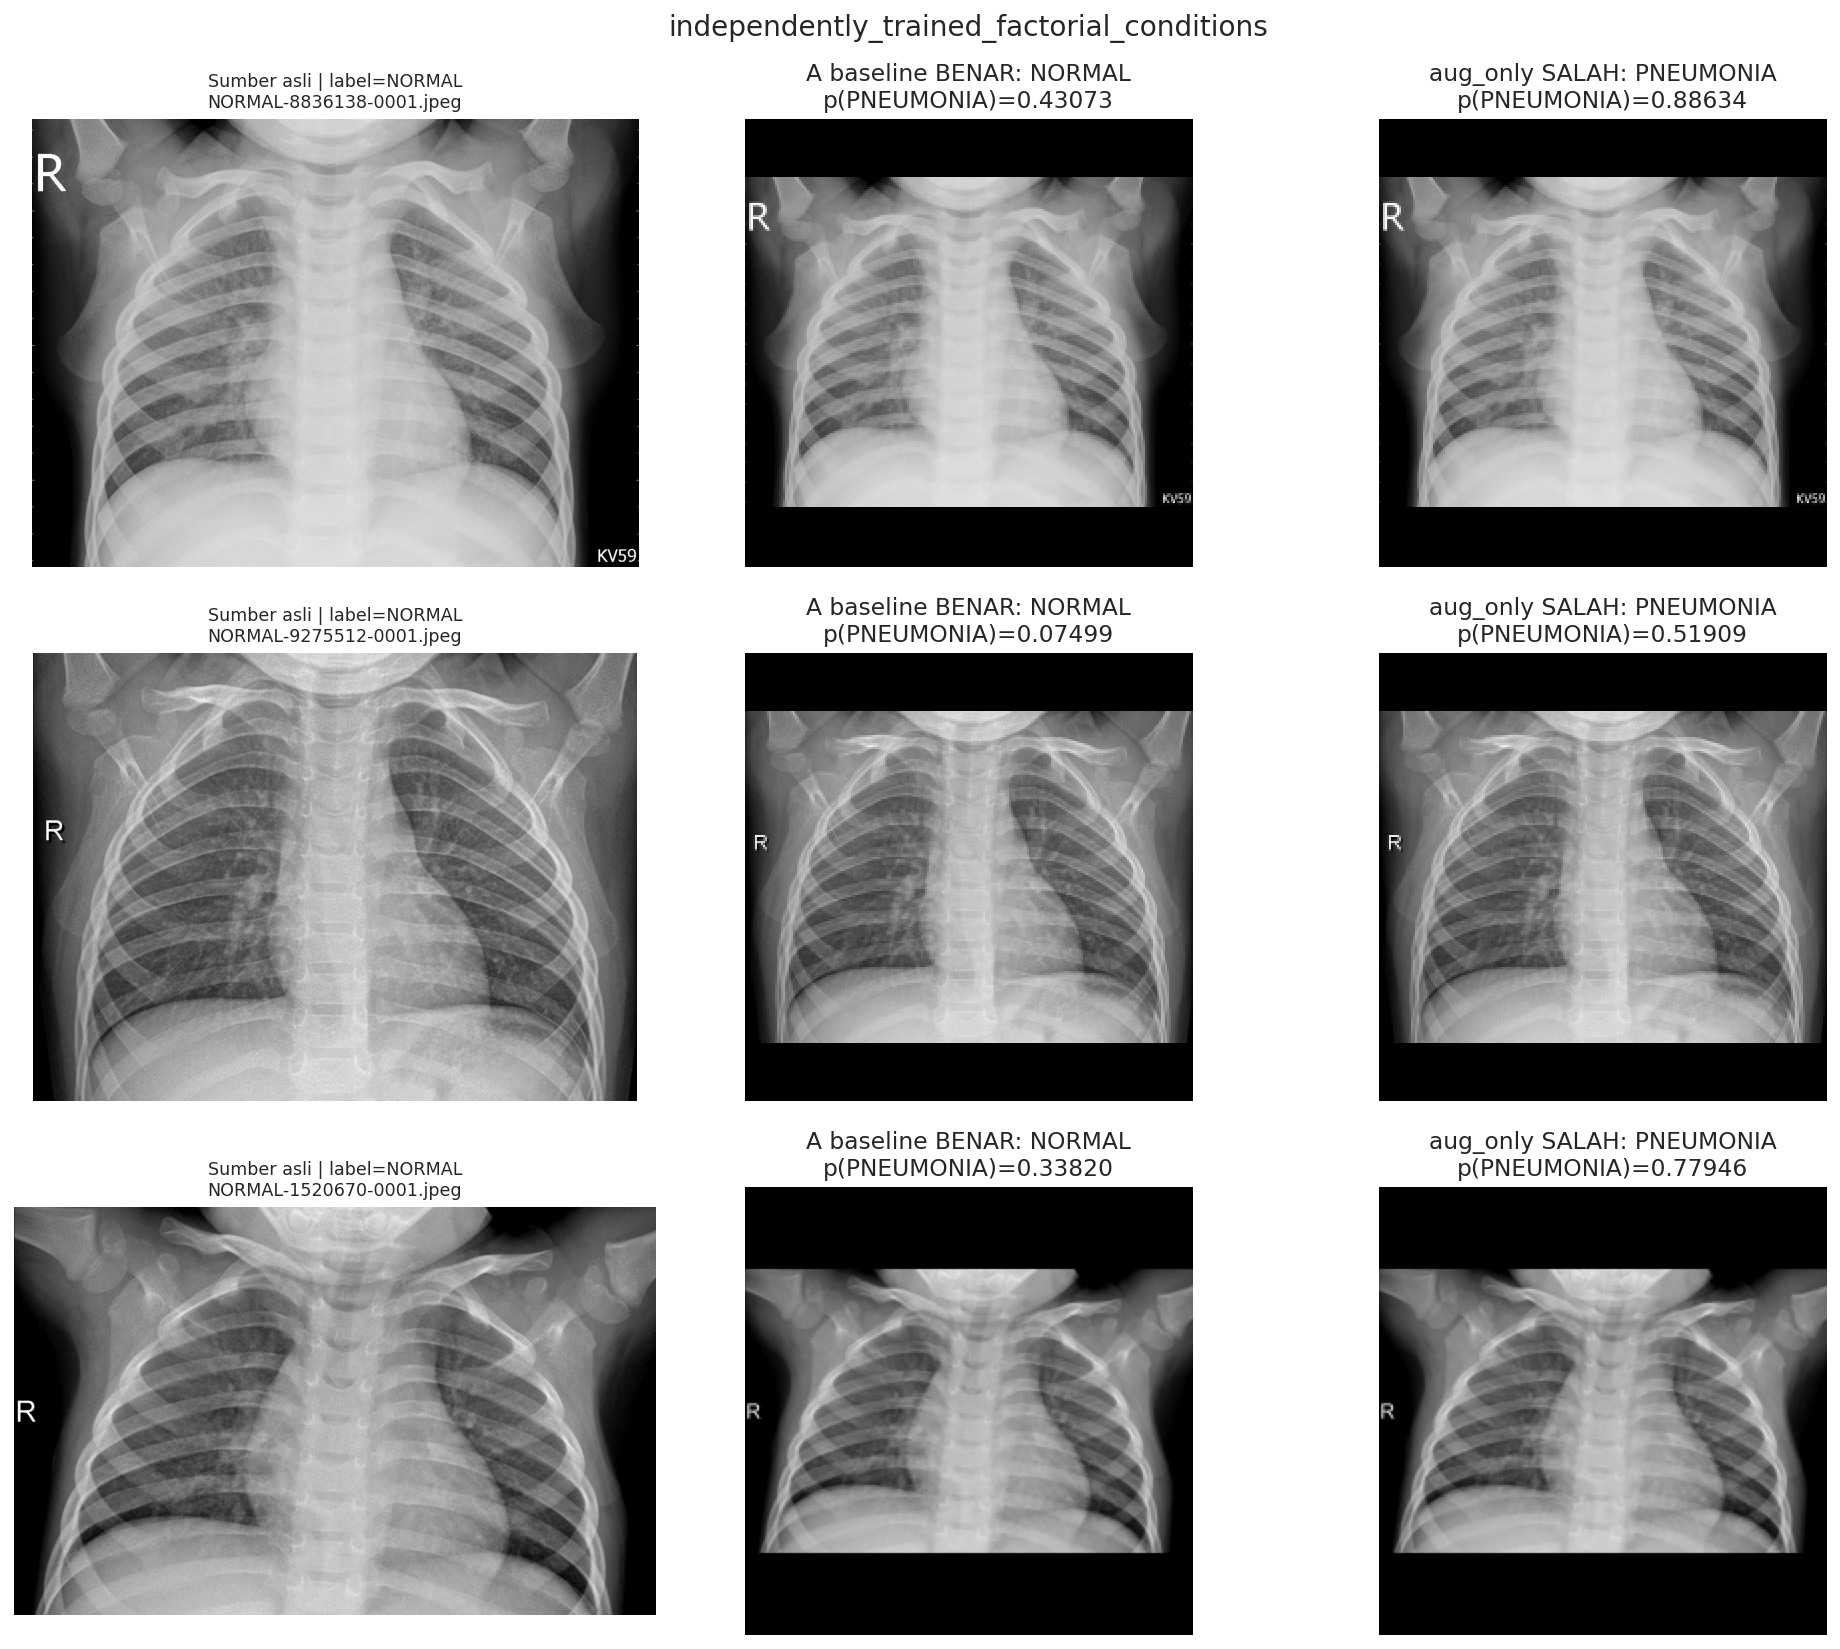 independently_trained_factorial_conditions
Sumber asli | label=NORMAL
NORMAL-8836138-0001.jpeg
A baseline BENAR: NORMAL
p(PNEUMONIA)=0.43073
aug_only SALAH: PNEUMONIA
p(PNEUMONIA)=0.88634
R
KV59
R
KV59
R
KV59
Sumber asli | label=NORMAL
NORMAL-9275512-0001.jpeg
A baseline BENAR: NORMAL
p(PNEUMONIA)=0.07499
aug_only SALAH: PNEUMONIA
p(PNEUMONIA)=0.51909
R
R
R
Sumber asli | label=NORMAL
NORMAL-1520670-0001.jpeg
A baseline BENAR: NORMAL
p(PNEUMONIA)=0.33820
aug_only SALAH: PNEUMONIA
p(PNEUMONIA)=0.77946
R
R
R